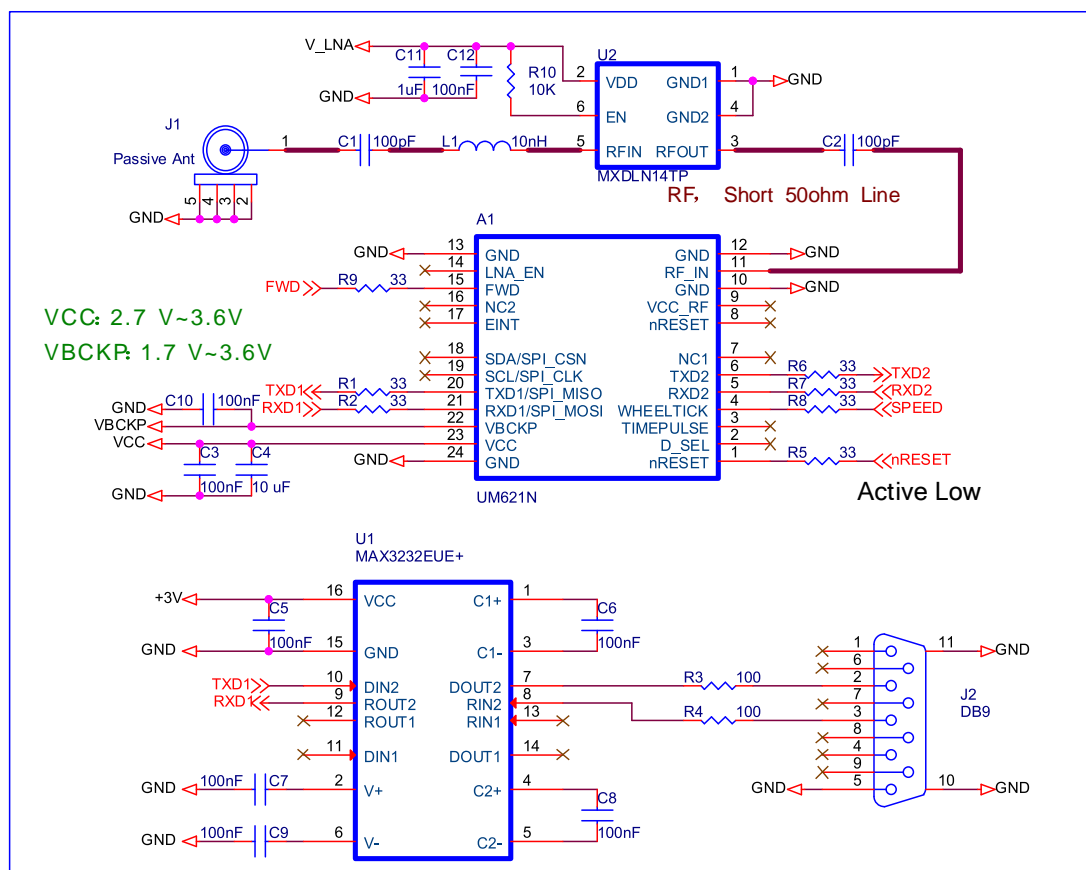 V_LNA
C11
C12
1uF
100nF
GND
R10
10K
U2
2
VDD
GND1
1
GND
6
EN
GND2
4
5
RFIN
RFOUT
3
MXDLN14TP
J1
Passive Ant
1
C1
100pF
L1
10nH
C2
100pF
5
4
3
2
GND
RF, Short 50ohm Line
A1
GND
13
GND
GND
12
GND
14
LNA_EN
RF_IN
11
FWD
R9
33
15
FWD
GND
10
GND
16
NC2
VCC_RF
9
17
EINT
nRESET
8
VCC: 2.7 V~3.6V
VBCKP: 1.7 V~3.6V
18
SDA/SPI_CSN
NC1
7
19
SCL/SPI_CLK
TXD2
6
R6
33
TXD2
TXD1
R1
33
20
TXD1/SPI_MISO
RXD2
5
R7
33
RXD2
RXD1
R2
33
21
RXD1/SPI_MOSI
WHEELTICK
4
R8
33
SPEED
GND
C10
100nF
VBCKP
22
VBCKP
TIMEPULSE
3
VCC
23
VCC
D_SEL
2
GND
24
GND
nRESET
1
R5
33
nRESET
C3
C4
100nF
10 uF
GND
Active Low
UM621N
U1
MAX3232EUE+
+3V
16
VCC
C1+
1
C5
100nF
C6
100nF
GND
15
GND
C1-
3
TXD1
10
DIN2
DOUT2
7
R3
100
RXD1
9
ROUT2
RIN2
8
R4
100
12
ROUT1
RIN1
13
11
DIN1
DOUT1
14
GND
100nF
C7
2
V+
C2+
4
C8
100nF
GND
100nF
C9
6
V-
C2-
5
1
6
2
7
3
8
4
9
5
GND
11
GND
J2
DB9
10
GND